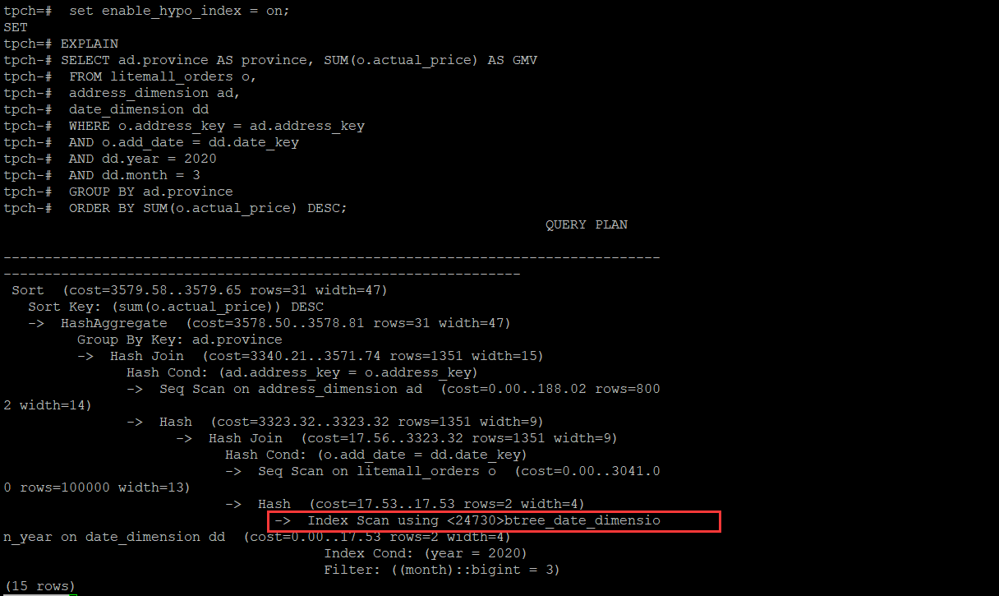 tpch=#  set enable_hypo_index = on;
SET
tpch=# EXPLAIN
tpch-# SELECT ad.province AS province, SUM(o.actual_price) AS GMV
tpch-#  FROM litemall_orders o,
tpch-#  address_dimension ad,
tpch-#  date_dimension dd
tpch-#  WHERE o.address_key = ad.address_key
tpch-#  AND o.add_date = dd.date_key
tpch-#  AND dd.year = 2020
tpch-#  AND dd.month = 3
tpch-#  GROUP BY ad.province
tpch-#  ORDER BY SUM(o.actual_price) DESC;
QUERY PLAN
--------------------------------------------------------------------------------
---------------------------------------------------------------
 Sort  (cost=3579.58..3579.65 rows=31 width=47)
   Sort Key: (sum(o.actual_price)) DESC
   ->  HashAggregate  (cost=3578.50..3578.81 rows=31 width=47)
         Group By Key: ad.province
         ->  Hash Join  (cost=3340.21..3571.74 rows=1351 width=15)
               Hash Cond: (ad.address_key = o.address_key)
               ->  Seq Scan on address_dimension ad  (cost=0.00..188.02 rows=800
2 width=14)
               ->  Hash  (cost=3323.32..3323.32 rows=1351 width=9)
                     ->  Hash Join  (cost=17.56..3323.32 rows=1351 width=9)
                           Hash Cond: (o.add_date = dd.date_key)
                           ->  Seq Scan on litemall_orders o  (cost=0.00..3041.0
0 rows=100000 width=13)
                           ->  Hash  (cost=17.53..17.53 rows=2 width=4)
                                 ->  Index Scan using <24730>btree_date_dimensio
n_year on date_dimension dd  (cost=0.00..17.53 rows=2 width=4)
                                       Index Cond: (year = 2020)
                                       Filter: ((month)::bigint = 3)
(15 rows)